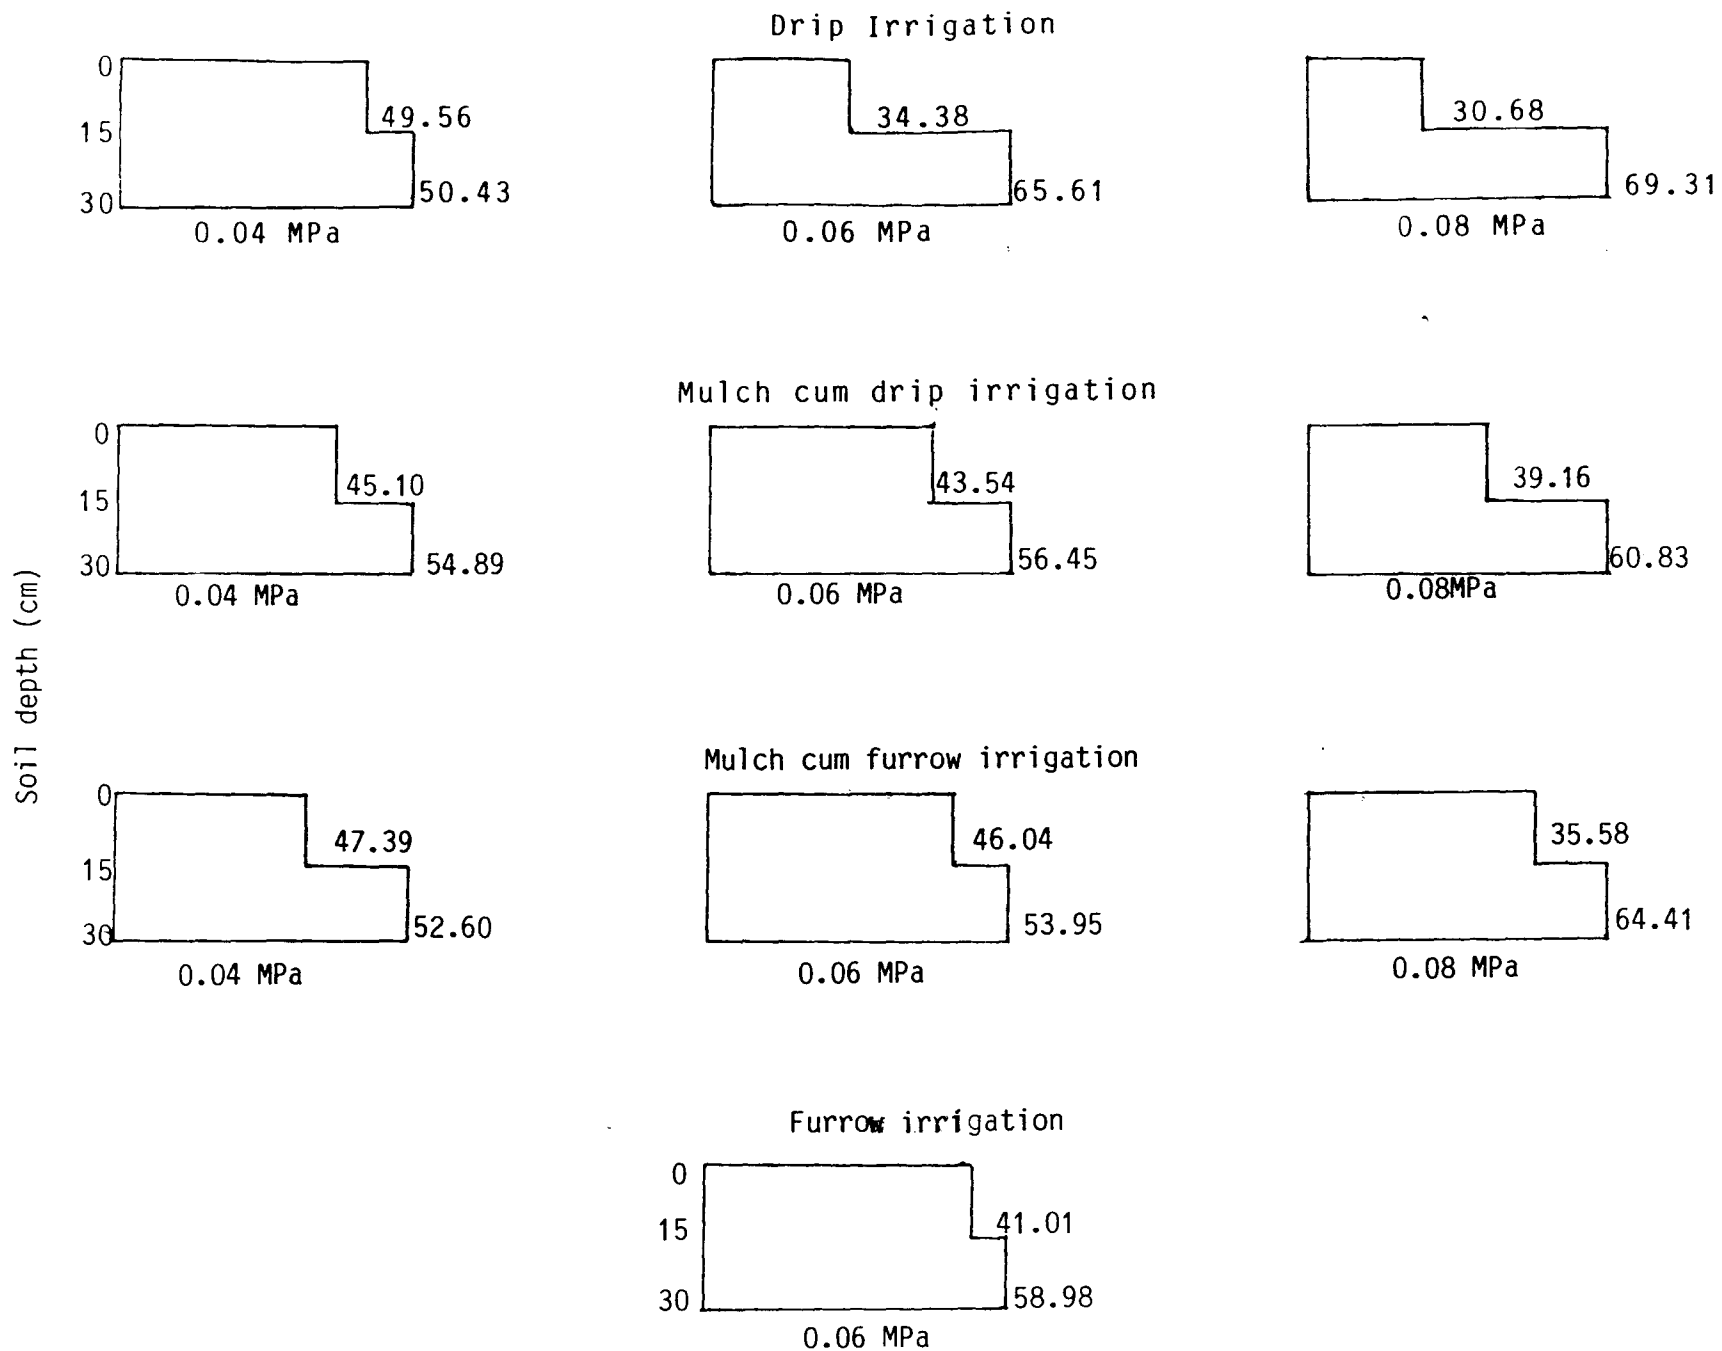 Drip Irrigation
0
49.56
34.38
30.68
15
50.43
65.61
69.31
30
0.04 MPa
0.06 MPa
0.08 MPa
Mulch cum drip irrigation
0
45.10
43.54
39.16
15
54.89
56.45
60.83
30
0.04 MPa
0.06 MPa
0.08MPa
Soil depth (cm)
Mulch cum furrow irrigation
0
47.39
46.04
35.58
15
52.60
53.95
64.41
30
0.04 MPa
0.06 MPa
0.08 MPa
Furrow irrigation
0
15
41.01
30
58.98
0.06 MPa